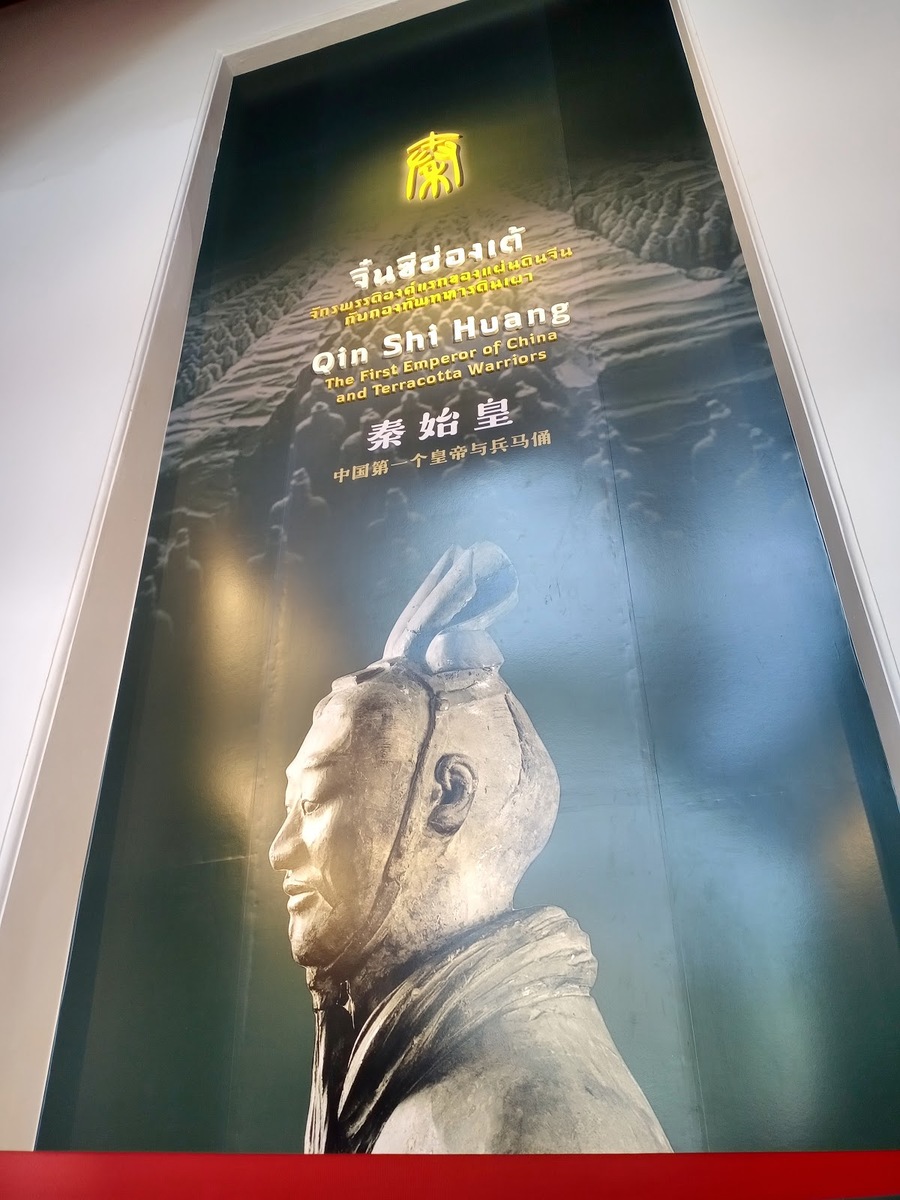 秦
จิ๋นซีฮ่องเต้
จักรพรรดิองค์แรกของแผ่นดินจีน
กับกองทัพทหารดินเผา
Qin Shi Huang
The First Emperor of China
and Terracotta Warriors
秦始皇
中国第一个皇帝与兵马俑